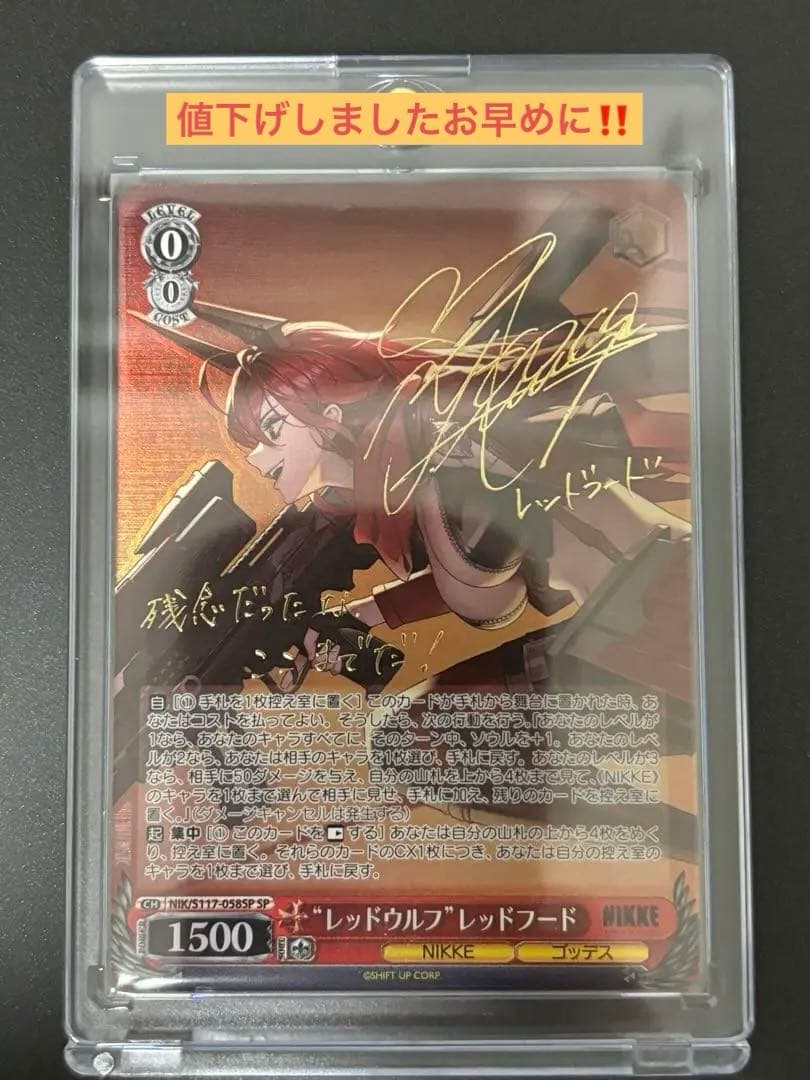 値下げしましたお早めに‼️
LEVEL
0
0
COST
レッドフード
残念だったな、
ここまでだ!
自 [① 手札を1枚控え室に置く] このカードが手札から舞台に置かれた時、あ
なたはコストを払ってよい。そうしたら、次の行動を行う。『あなたのレベルが
1なら、あなたのキャラすべてに、そのターン中、ソウルを+1。あなたのレベ
ルが2なら、あなたは相手のキャラを1枚選び、手札に戻す。あなたのレベルが3
なら、相手に50ダメージを与え、自分の山札を上から4枚まで見て、《NIKKE》
のキャラを1枚まで選んで相手に見せ、手札に加え、残りのカードを控え室に
置く。』(ダメージキャンセルは発生する)
起 集中 [① このカードを する] あなたは自分の山札の上から4枚をめく
り、控え室に置く。それらのカードのCX1枚につき、あなたは自分の控え室の
キャラを1枚まで選び、手札に戻す。
CH NIK/S117-058SP SP
"レッドウルフ"レッドフード
NIKKE
POWER
1500
SOUL
NIKKE
ゴッデス
©SHIFT UP CORP.